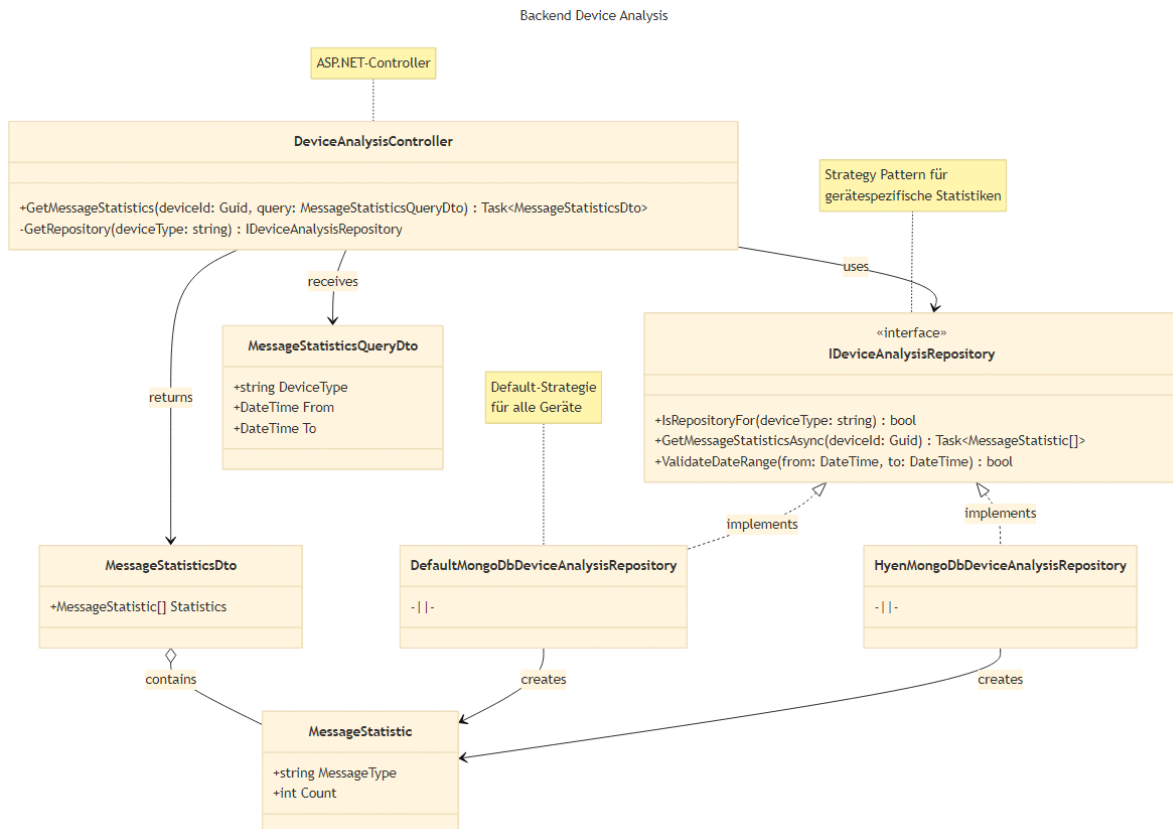 Backend Device Analysis
ASP.NET-Controller
DeviceAnalysisController
+GetMessageStatistics(deviceId: Guid, query: MessageStatisticsQueryDto) : Task<MessageStatisticsDto>
-GetRepository(deviceType: string) : IDeviceAnalysisRepository
Strategy Pattern für
gerätespezifische Statistiken
uses
receives
returns
MessageStatisticsQueryDto
+string DeviceType
+DateTime From
+DateTime To
«interface»
IDeviceAnalysisRepository
+IsRepositoryFor(deviceType: string) : bool
+GetMessageStatisticsAsync(deviceId: Guid) : Task<MessageStatistic[]>
+ValidateDateRange(from: DateTime, to: DateTime) : bool
Default-Strategie
für alle Geräte
implements
implements
MessageStatisticsDto
+MessageStatistic[] Statistics
DefaultMongoDbDeviceAnalysisRepository
-||-
HyenMongoDbDeviceAnalysisRepository
-||-
contains
creates
creates
MessageStatistic
+string MessageType
+int Count